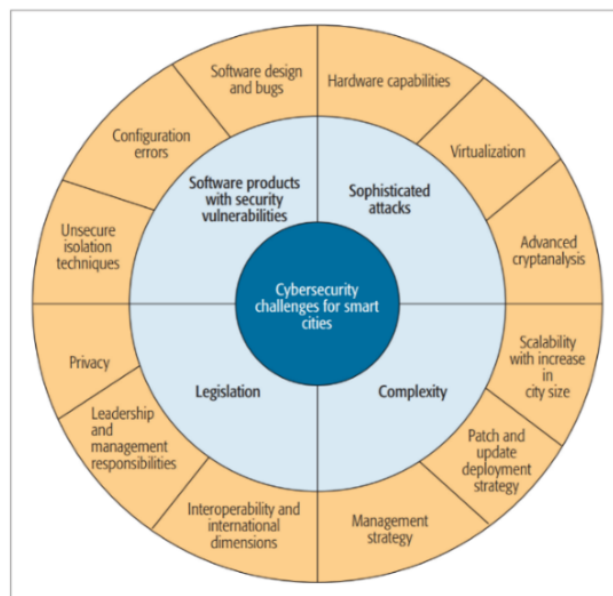 Software design
and bugs
Hardware capabilities
Configuration
errors
Virtualization
Software products
with security
vulnerabilities
Sophisticated
attacks
Unsecure
isolation
techniques
Advanced
cryptanalysis
Cybersecurity
challenges for smart
cities
Privacy
Legislation
Complexity
Scalability
with increase
in
city size
Leadership
and
management
responsibilities
Patch and
update
deployment
strategy
Interoperability and
international
dimensions
Management
strategy